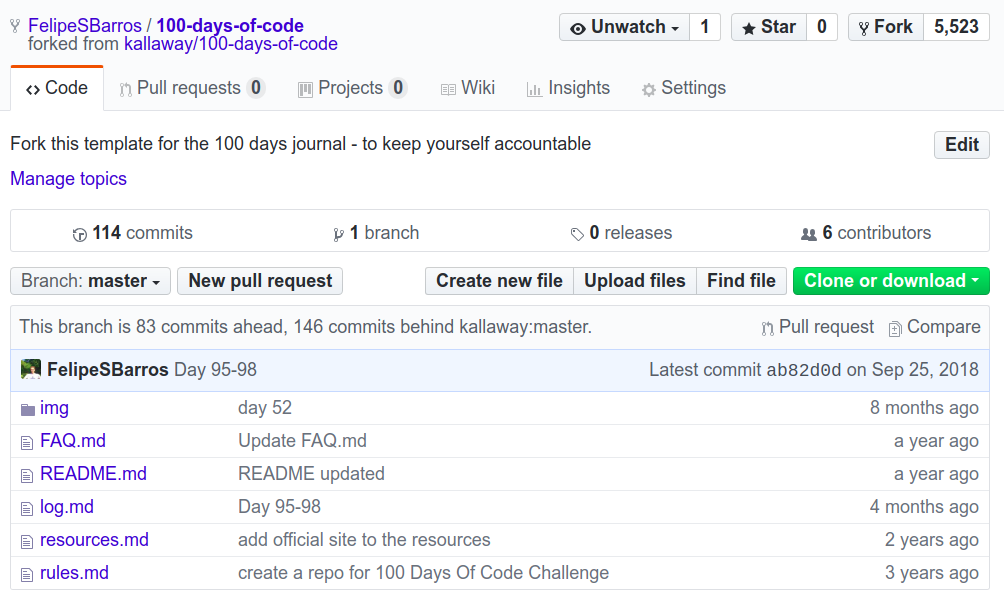 FelipeSBarros / 100-days-of-code
forked from kallaway/100-days-of-code
Unwatch 1 Star 0 Fork 5,523
Code Pull requests 0 Projects 0 Wiki Insights Settings
Fork this template for the 100 days journal - to keep yourself accountable
Edit
Manage topics
114 commits 1 branch 0 releases 6 contributors
Branch: master New pull request Create new file Upload files Find file Clone or download
This branch is 83 commits ahead, 146 commits behind kallaway:master. Pull request Compare
FelipeSBarros Day 95-98 Latest commit ab82d0d on Sep 25, 2018
img day 52 8 months ago
FAQ.md Update FAQ.md a year ago
README.md README updated a year ago
log.md Day 95-98 4 months ago
resources.md add official site to the resources 2 years ago
rules.md create a repo for 100 Days Of Code Challenge 3 years ago